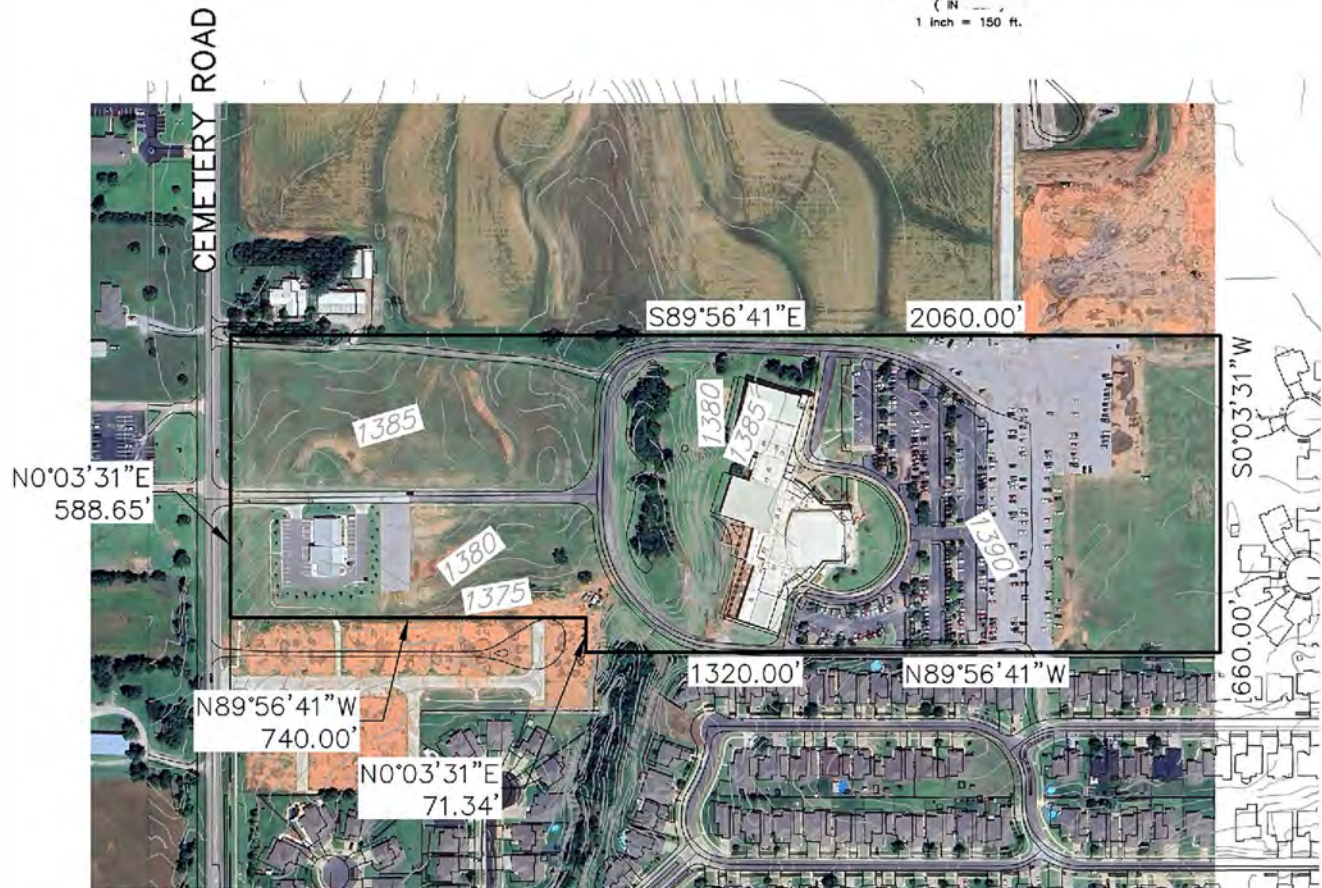 ( IN
1 inch = 150 ft.
CEMETERY ROAD
S89°56'41"E
2060.00'
S0°03'31"W
660.00'
1385
1380
1385
N0°03'31"E
588.65'
1390
1380
1375
1320.00'
N89°56'41"W
N89°56'41"W
740.00'
N0°03'31"E
71.34'